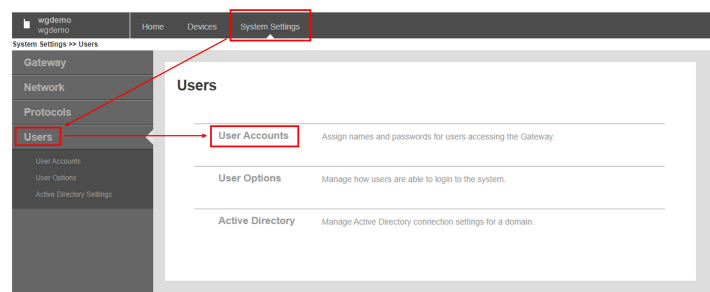 wgdemo
wgdemo
Home Devices System Settings
System Settings >> Users
Gateway
Network
Protocols
Users
User Accounts
User Options
Active Directory Settings
Users
User Accounts Assign names and passwords for users accessing the Gateway.
User Options Manage how users are able to login to the system.
Active Directory Manage Active Directory connection settings for a domain.